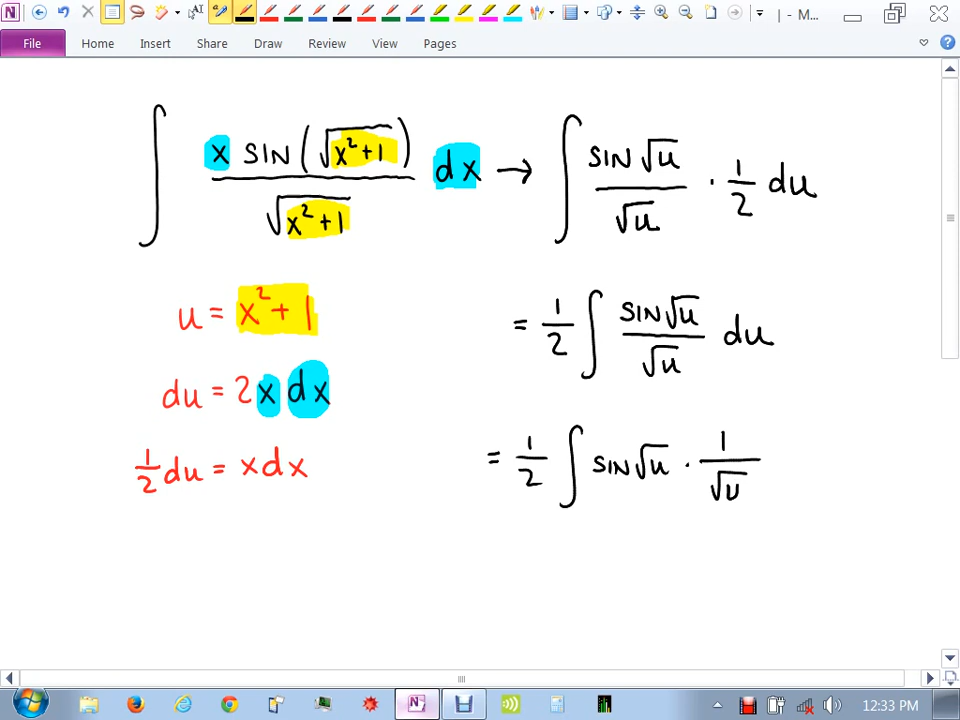 | - M...
File Home Insert Share Draw Review View Pages
∫ x SIN (√(x²+1)) / √(x²+1) dx → ∫ sin√u / √u · 1/2 du
u = x² + 1
= 1/2 ∫ sin√u / √u du
du = 2x dx
1/2 du = x dx
= 1/2 ∫ sin√u · 1/√u
12:33 PM